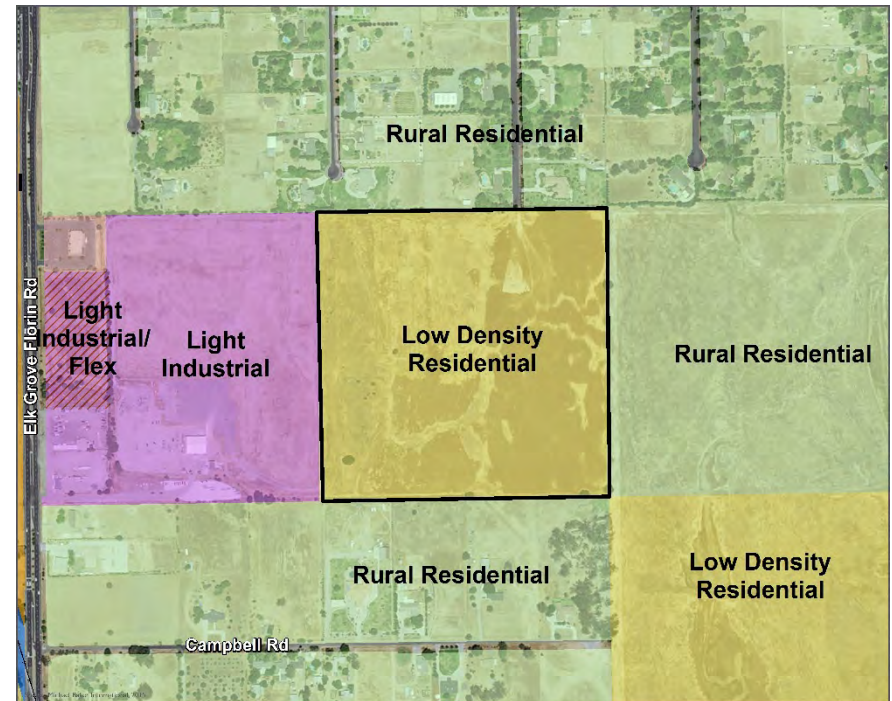 Rural Residential
Elk Grove Florin Rd
Light
Industrial/
Flex
Light
Industrial
Low Density
Residential
Rural Residential
Rural Residential
Low Density
Residential
Campbell Rd